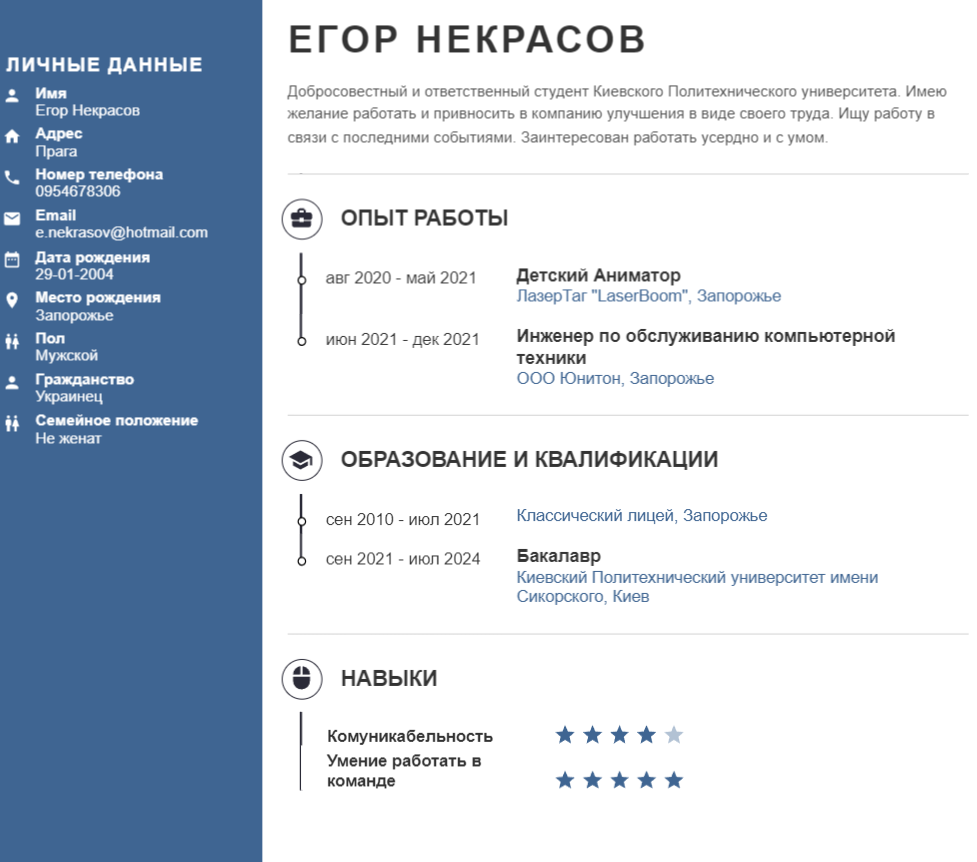 ЛИЧНЫЕ ДАННЫЕ
Имя
Егор Некрасов
Адрес
Прага
Номер телефона
0954678306
Email
e.nekrasov@hotmail.com
Дата рождения
29-01-2004
Место рождения
Запорожье
Пол
Мужской
Гражданство
Украинец
Семейное положение
Не женат
ЕГОР НЕКРАСОВ
Добросовестный и ответственный студент Киевского Политехнического университета. Имею
желание работать и привносить в компанию улучшения в виде своего труда. Ищу работу в
связи с последними событиями. Заинтересован работать усердно и с умом.
ОПЫТ РАБОТЫ
авг 2020 - май 2021
Детский Аниматор
ЛазерТаг "LaserBoom", Запорожье
июн 2021 - дек 2021
Инженер по обслуживанию компьютерной
техники
ООО Юнитон, Запорожье
ОБРАЗОВАНИЕ И КВАЛИФИКАЦИИ
сен 2010 - июл 2021
Классический лицей, Запорожье
сен 2021 - июл 2024
Бакалавр
Киевский Политехнический университет имени
Сикорского, Киев
НАВЫКИ
Комуникабельность
Умение работать в
команде